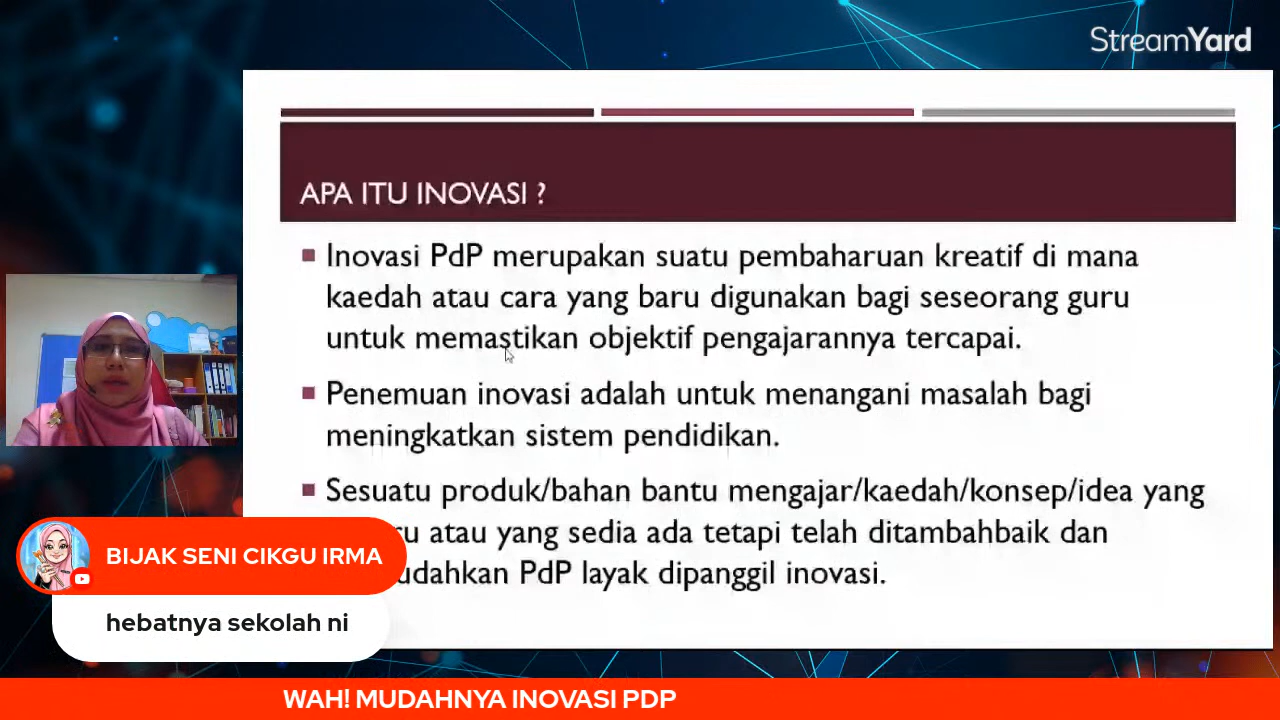 StreamYard
APA ITU INOVASI ?
Inovasi PdP merupakan suatu pembaharuan kreatif di mana
kaedah atau cara yang baru digunakan bagi seseorang guru
untuk memastikan objektif pengajarannya tercapai.
Penemuan inovasi adalah untuk menangani masalah bagi
meningkatkan sistem pendidikan.
Sesuatu produk/bahan bantu mengajar/kaedah/konsep/idea yang
atau yang sedia ada tetapi telah ditambahbaik dan
PdP layak dipanggil inovasi.
BIJAK SENI CIKGU IRMA
hebatnya sekolah ni
WAH! MUDAHNYA INOVASI PDP